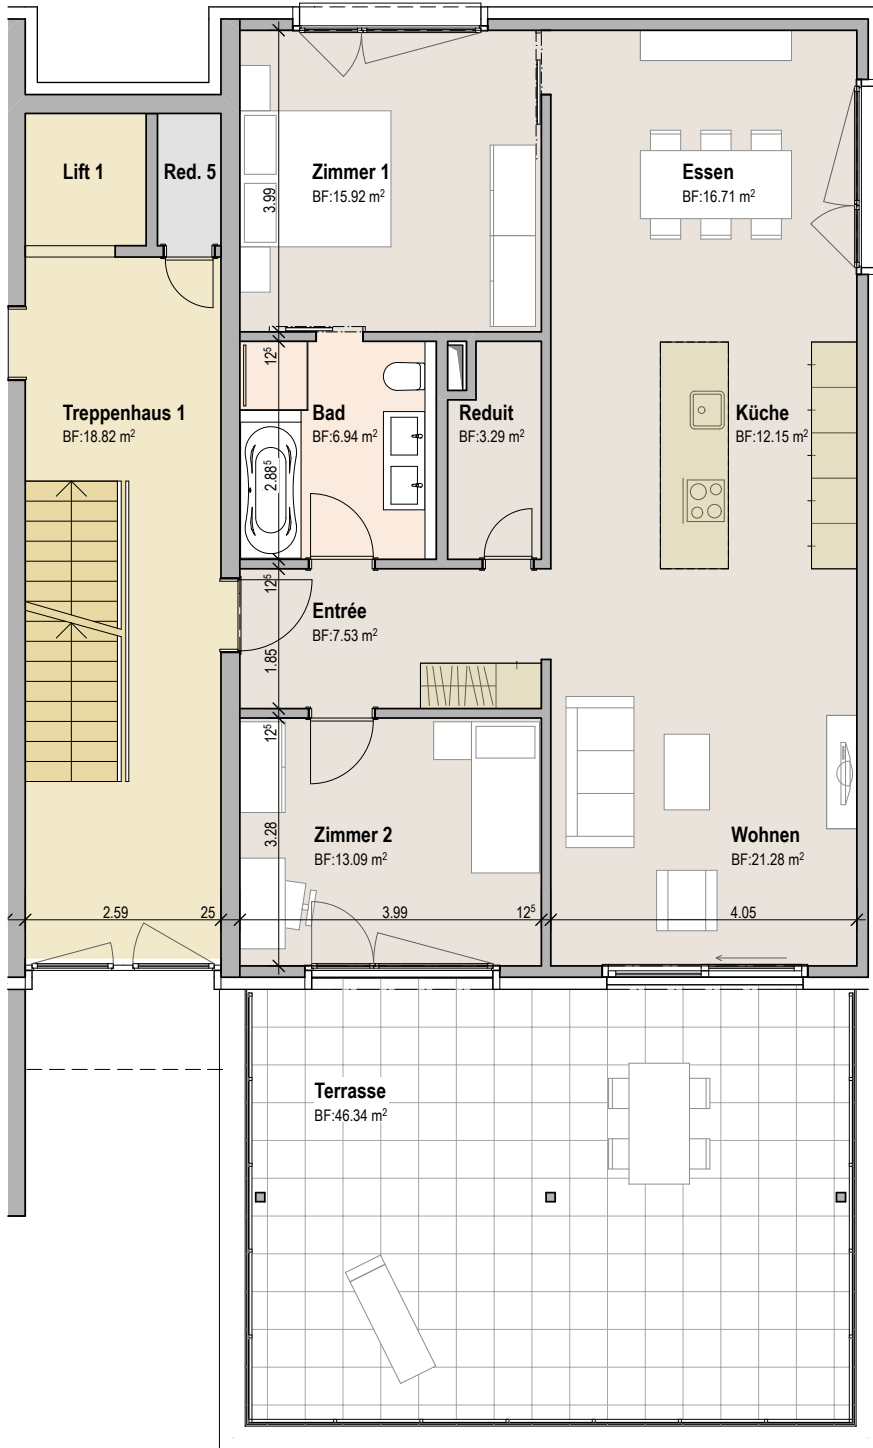 Lift 1
Red. 5
Zimmer 1
BF:15.92 m²
Essen
BF:16.71 m²
3.99
12⁵
Treppenhaus 1
BF:18.82 m²
Bad
BF:6.94 m²
Reduit
BF:3.29 m²
Küche
BF:12.15 m²
2.88⁵
12⁵
Entrée
BF:7.53 m²
1.85
12⁵
Zimmer 2
BF:13.09 m²
3.28
Wohnen
BF:21.28 m²
2.59
25
3.99
12⁵
4.05
Terrasse
BF:46.34 m²